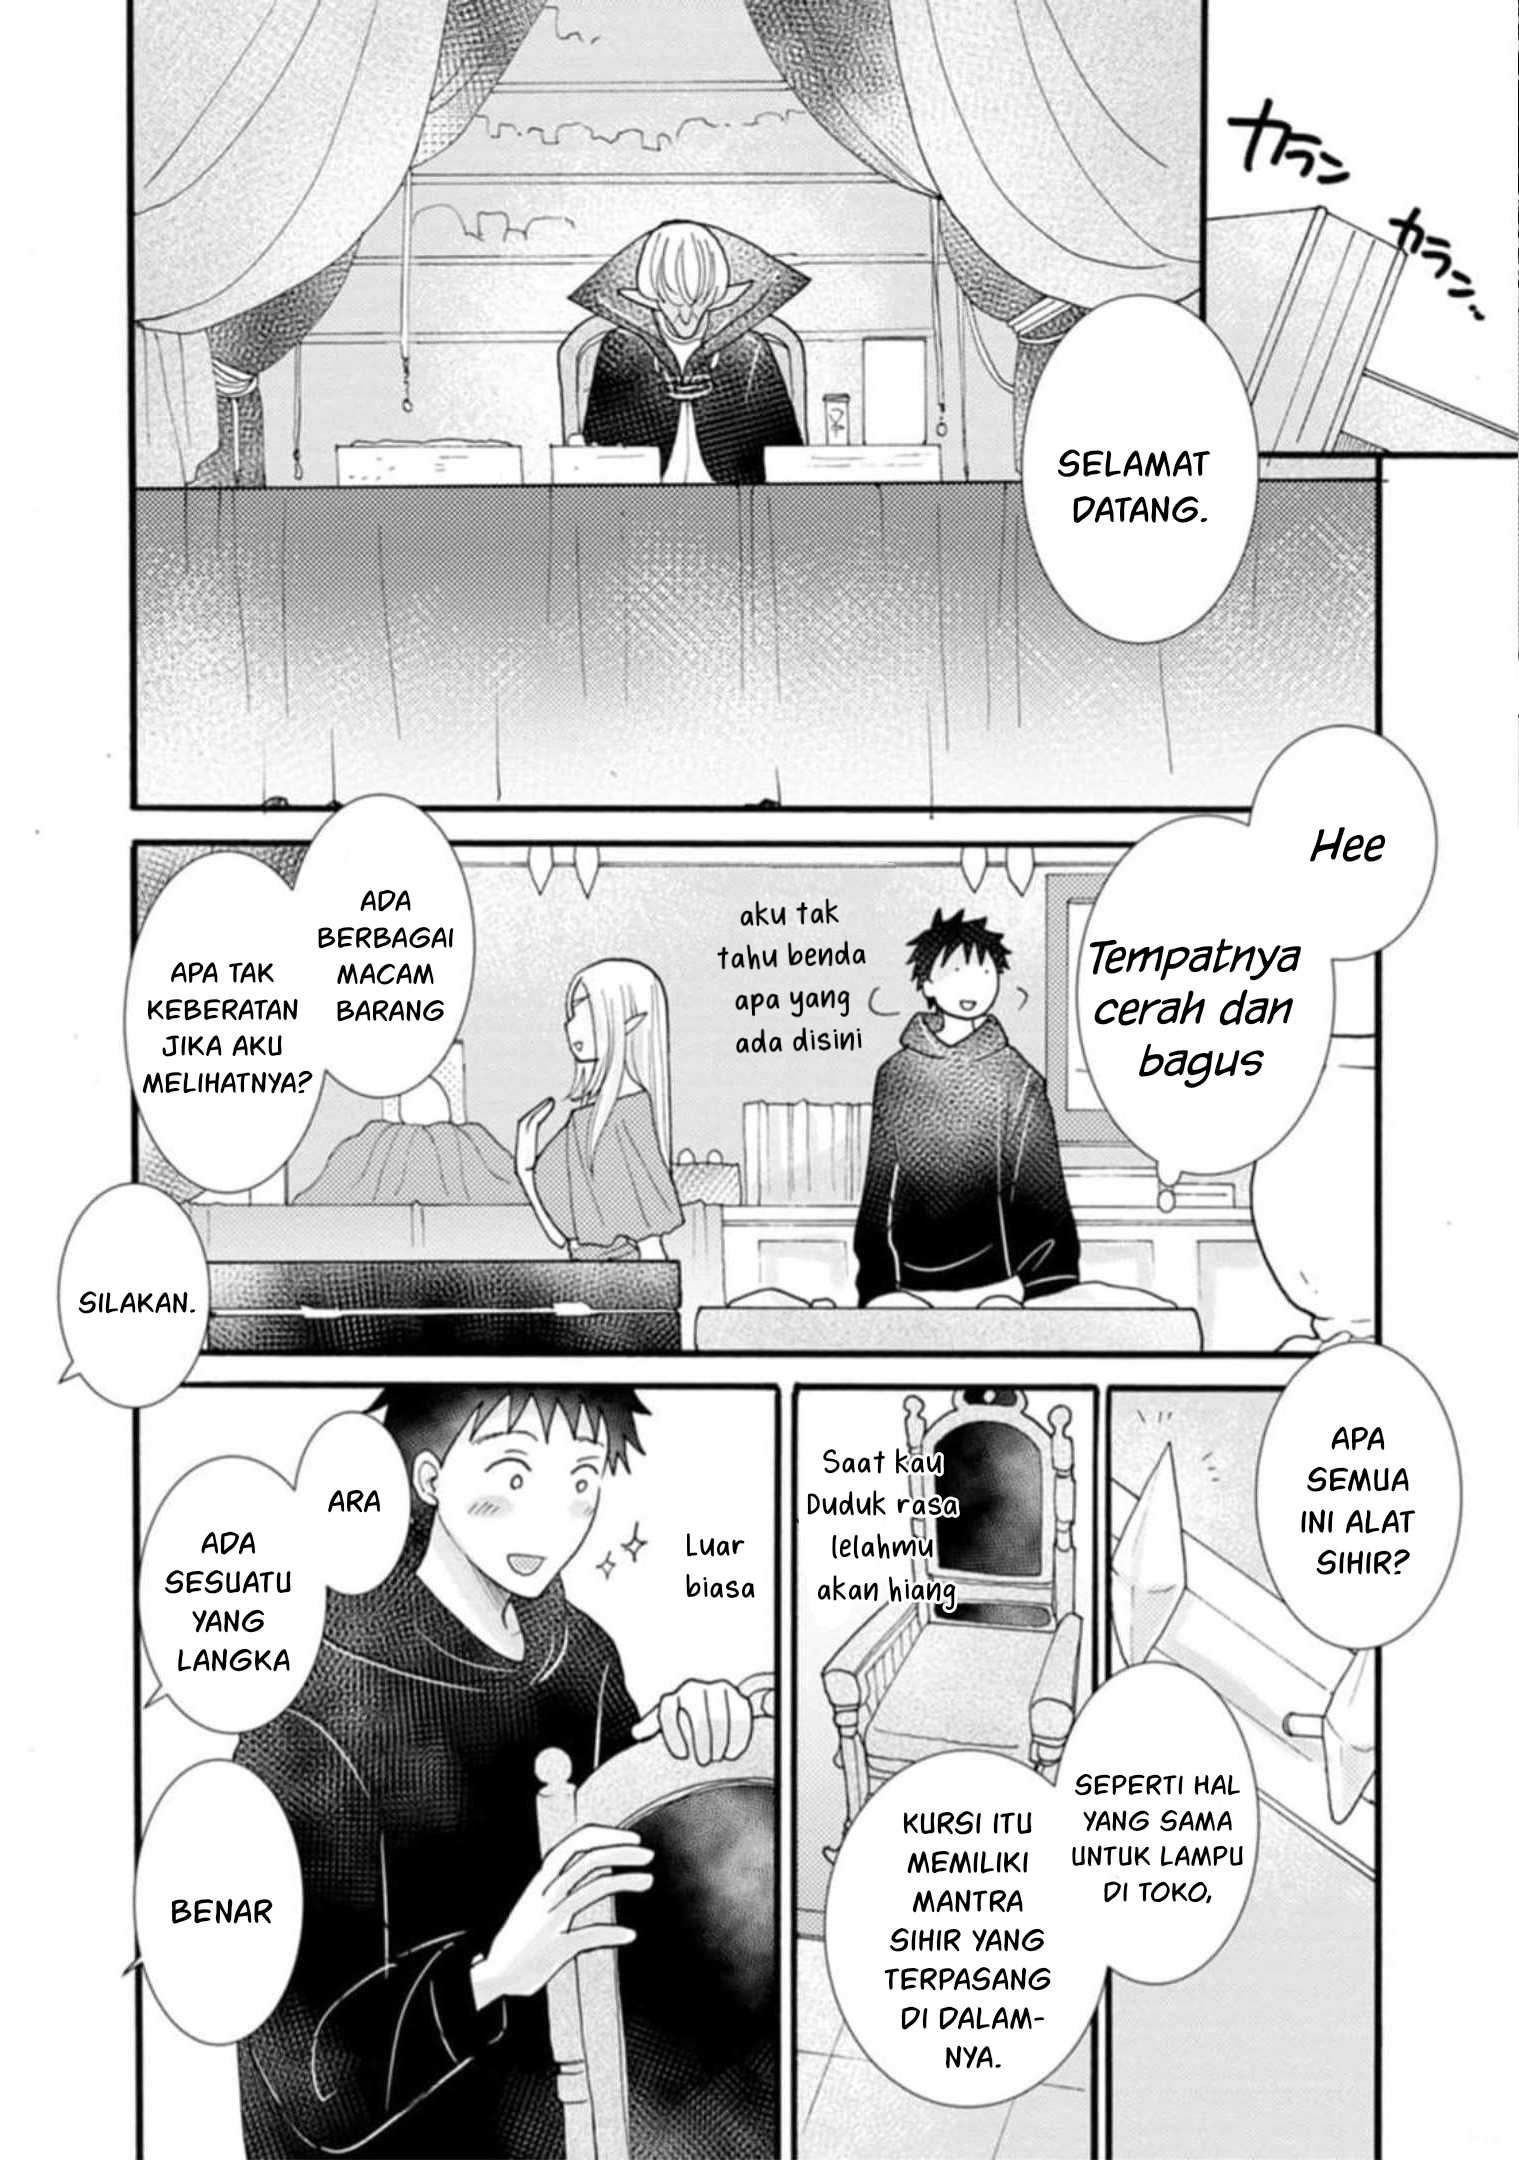 カラン
カラン..
SELAMAT
DATANG.
Hee
Tempatnya
cerah dan
bagus
aku tak
tahu benda
apa yang
ada disini
ADA
BERBAGAI
MACAM
BARANG
APA TAK
KEBERATAN
JIKA AKU
MELIHATNYA?
SILAKAN.
APA
SEMUA
INI ALAT
SIHIR?
SEPERTI HAL
YANG SAMA
UNTUK LAMPU
DI TOKO,
Saat kau
Duduk rasa
lelahmu
akan hiang
KURSI ITU
MEMILIKI
MANTRA
SIHIR YANG
TERPASANG
DI DALAM-
NYA.
Luar
biasa
ARA
ADA
SESUATU
YANG
LANGKA
BENAR